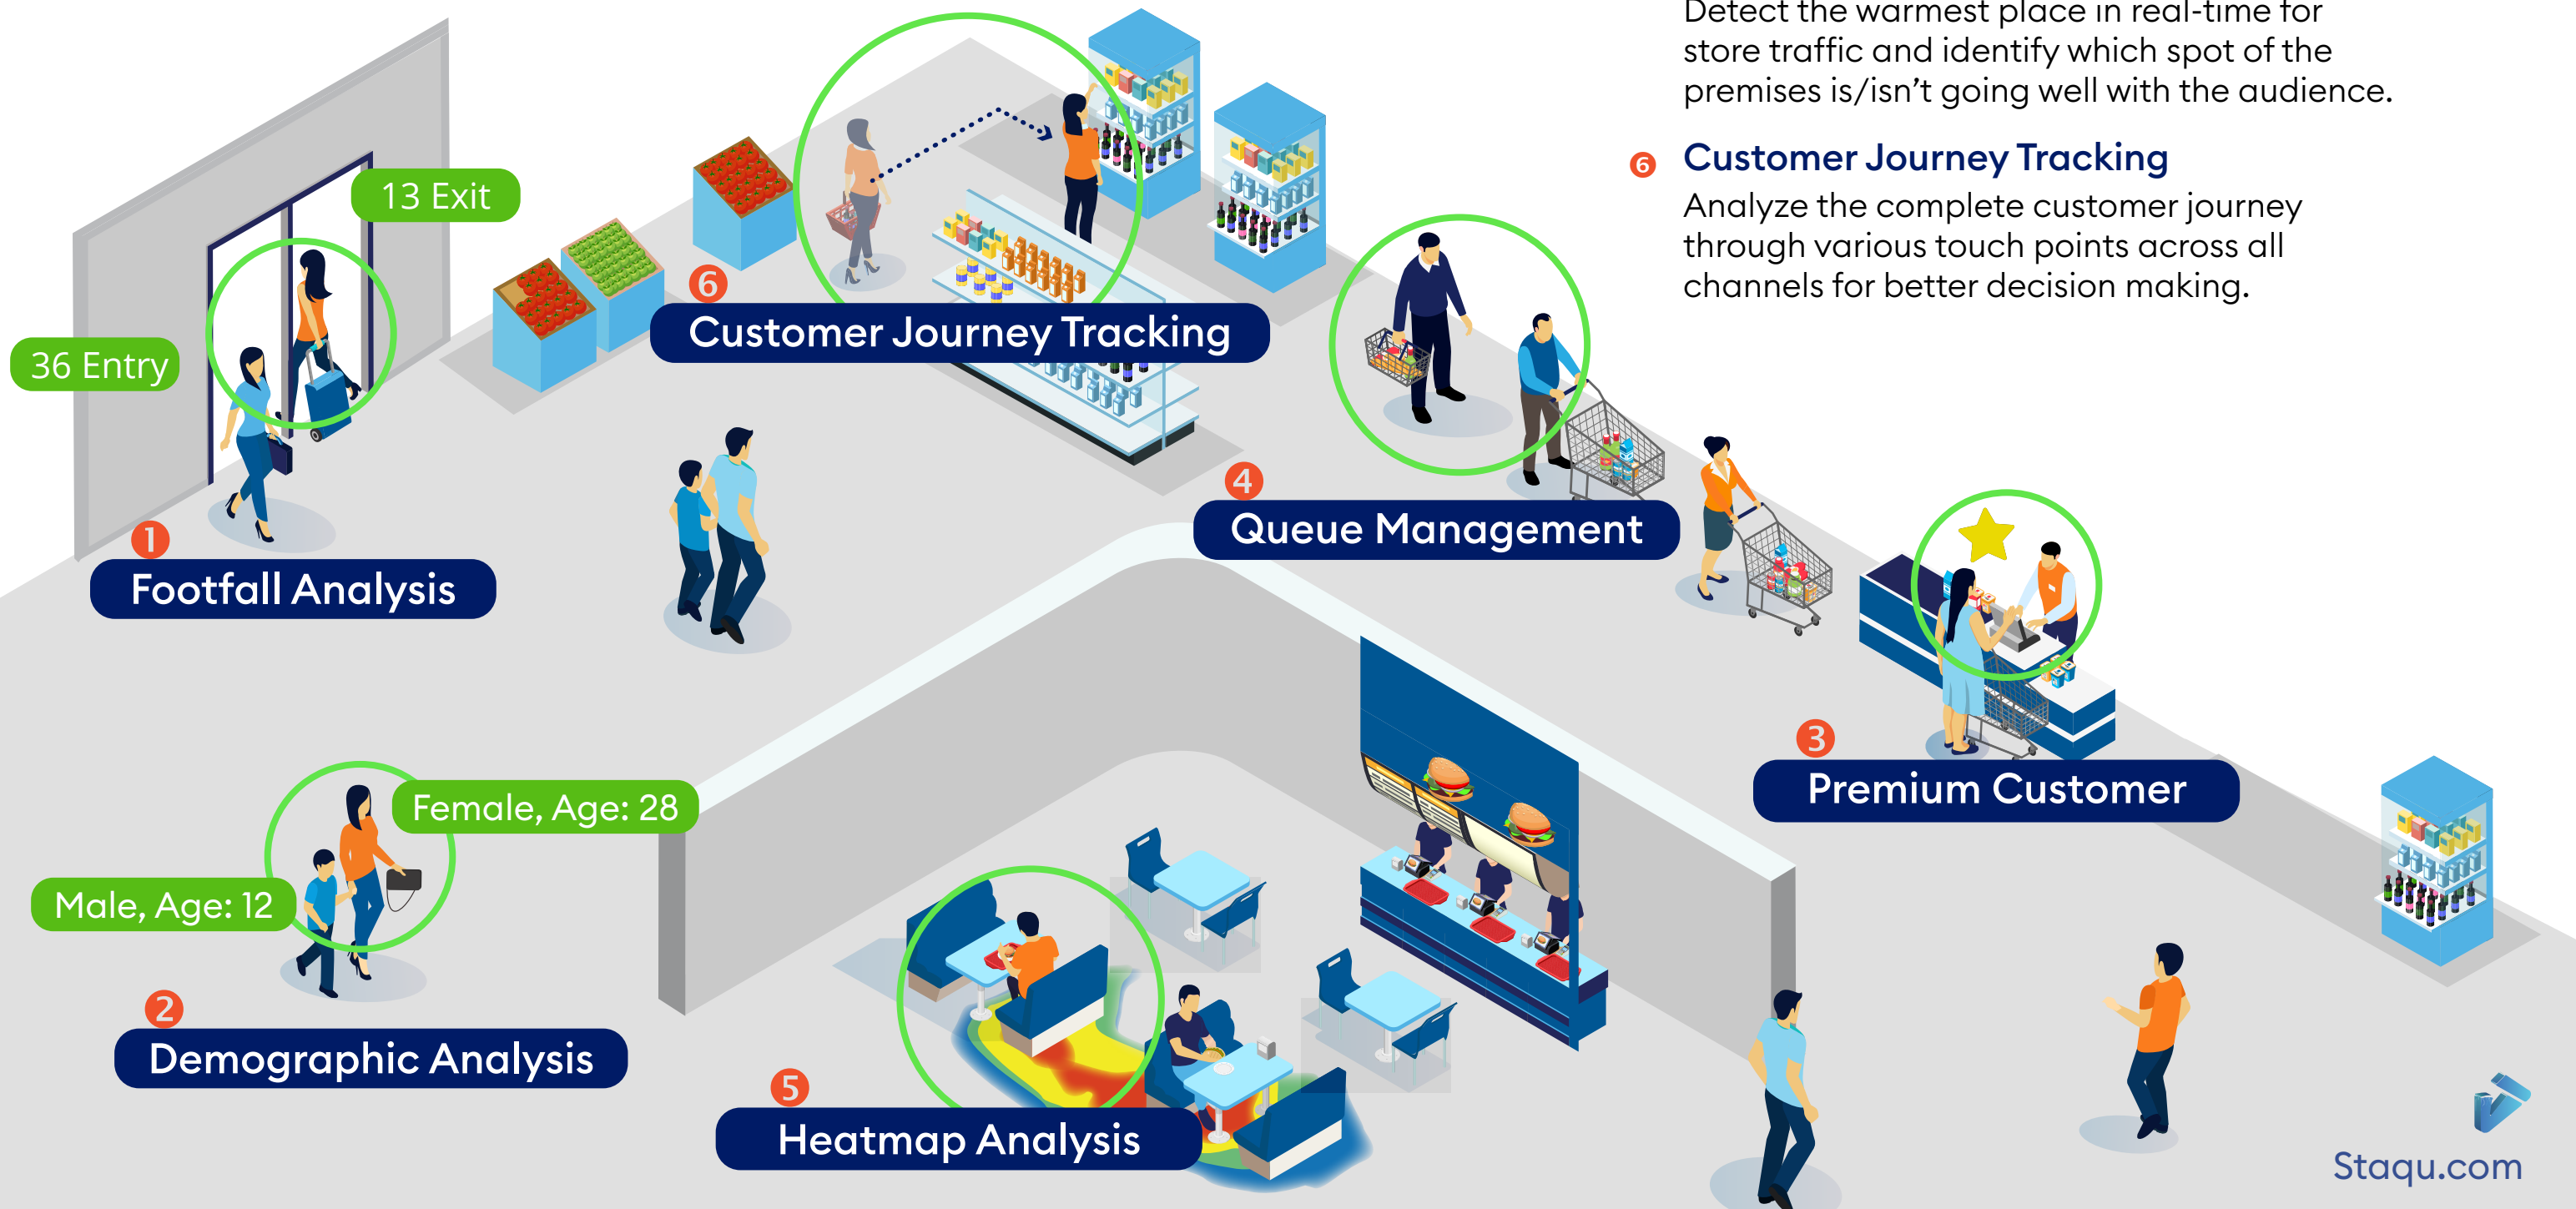 Detect the warmest place in real-time for
store traffic and identify which spot of the
premises is/isn't going well with the audience.
6 Customer Journey Tracking
Analyze the complete customer journey
through various touch points across all
channels for better decision making.
13 Exit
36 Entry
1
Footfall Analysis
6
Customer Journey Tracking
4
Queue Management
3
Premium Customer
Female, Age: 28
Male, Age: 12
2
Demographic Analysis
5
Heatmap Analysis
Staqu.com